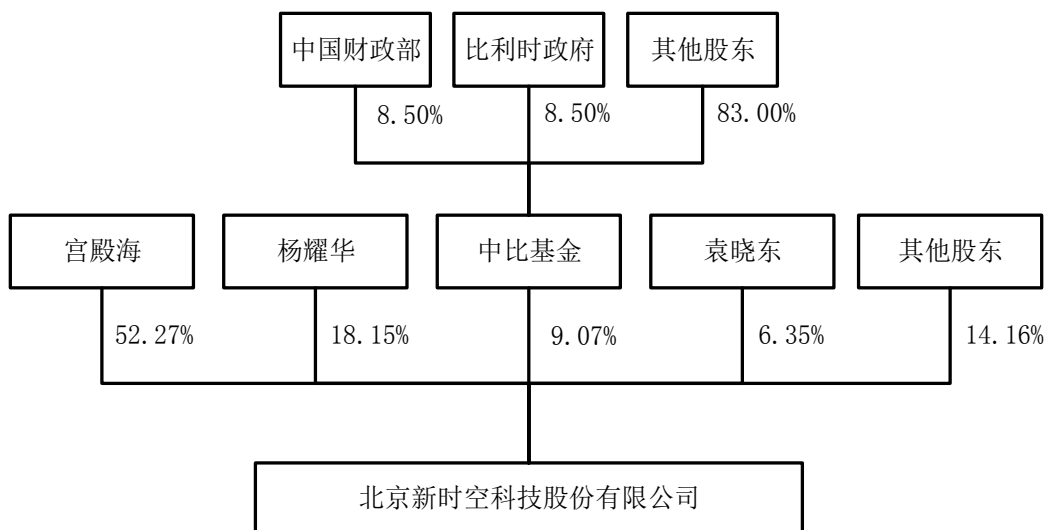 中国财政部 比利时政府 其他股东
8.50% 8.50% 83.00%
宫殿海 杨耀华 中比基金 袁晓东 其他股东
52.27% 18.15% 9.07% 6.35% 14.16%
北京新时空科技股份有限公司